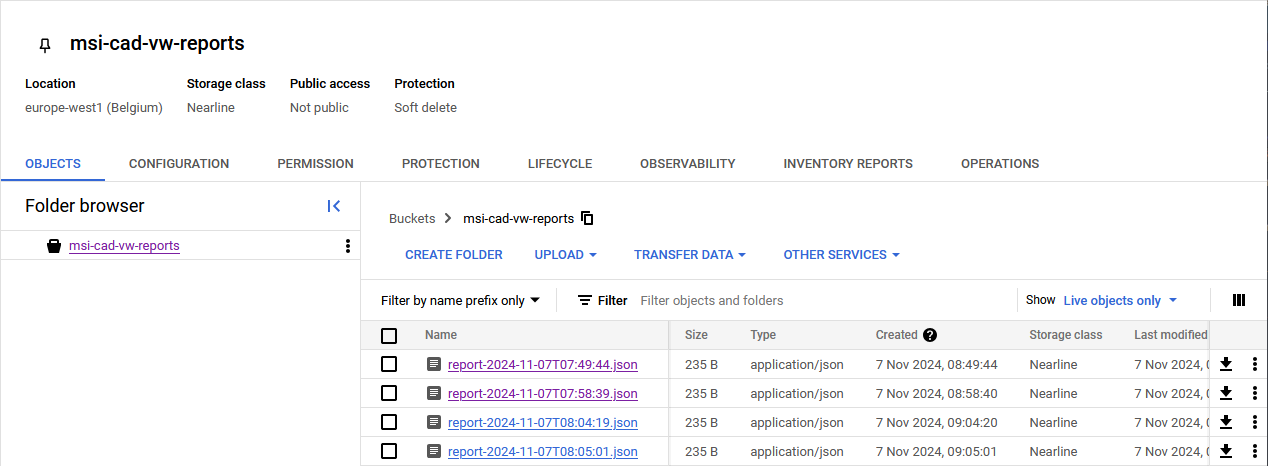 msi-cad-vw-reports
Location Storage class Public access Protection
europe-west1 (Belgium) Nearline Not public Soft delete
OBJECTS CONFIGURATION PERMISSION PROTECTION LIFECYCLE OBSERVABILITY INVENTORY REPORTS OPERATIONS
Folder browser
msi-cad-vw-reports
Buckets msi-cad-vw-reports
CREATE FOLDER UPLOAD TRANSFER DATA OTHER SERVICES
Filter by name prefix only Filter Filter objects and folders Show Live objects only
Name Size Type Created Storage class Last modified
report-2024-11-07T07:49:44.json 235 B application/json 7 Nov 2024, 08:49:44 Nearline 7 Nov 2024,
report-2024-11-07T07:58:39.json 235 B application/json 7 Nov 2024, 08:58:40 Nearline 7 Nov 2024,
report-2024-11-07T08:04:19.json 235 B application/json 7 Nov 2024, 09:04:20 Nearline 7 Nov 2024,
report-2024-11-07T08:05:01.json 235 B application/json 7 Nov 2024, 09:05:01 Nearline 7 Nov 2024,